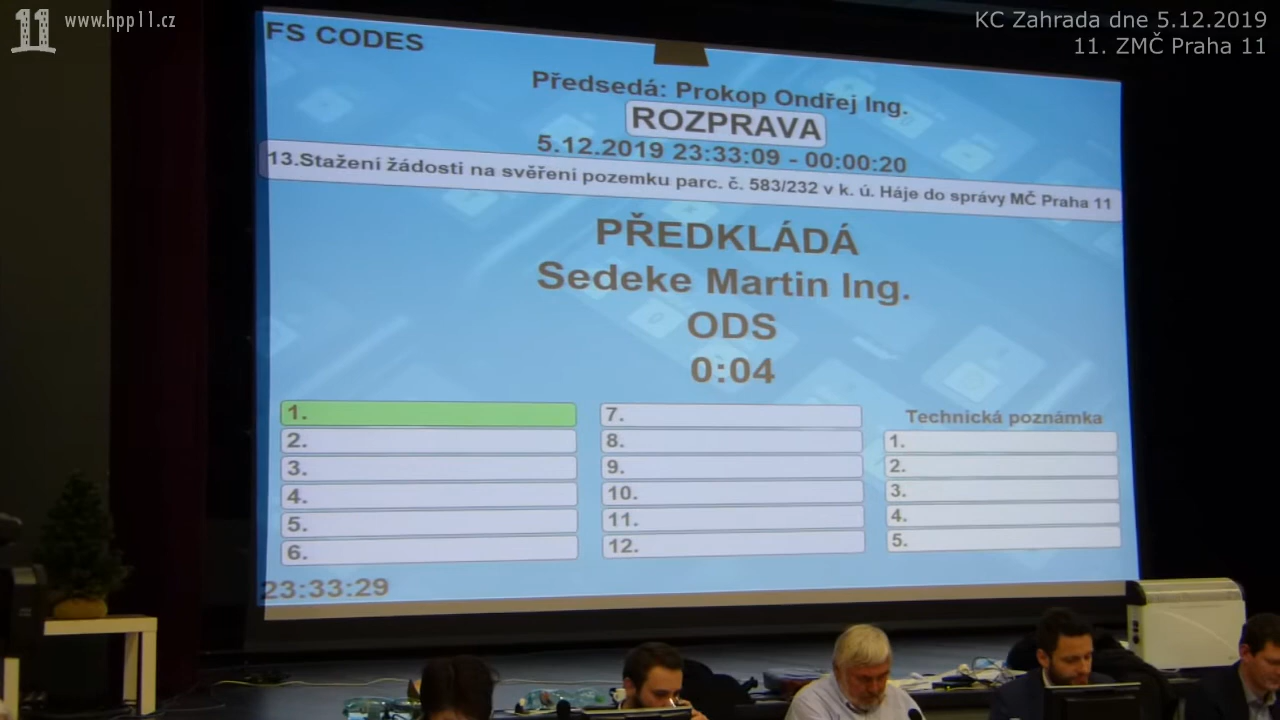 11 www.hpp11.cz
KC Zahrada dne 5.12.2019
11. ZMČ Praha 11
FS CODES
Předsedá: Prokop Ondřej Ing.
ROZPRAVA
5.12.2019 23:33:09 - 00:00:20
13.Stažení žádosti na svěření pozemku parc. č. 583/232 v k. ú. Háje do správy MČ Praha 11
PŘEDKLÁDÁ
Sedeke Martin Ing.
ODS
0:04
1.
2.
3.
4.
5.
6.
7.
8.
9.
10.
11.
12.
Technická poznámka
1.
2.
3.
4.
5.
23:33:29